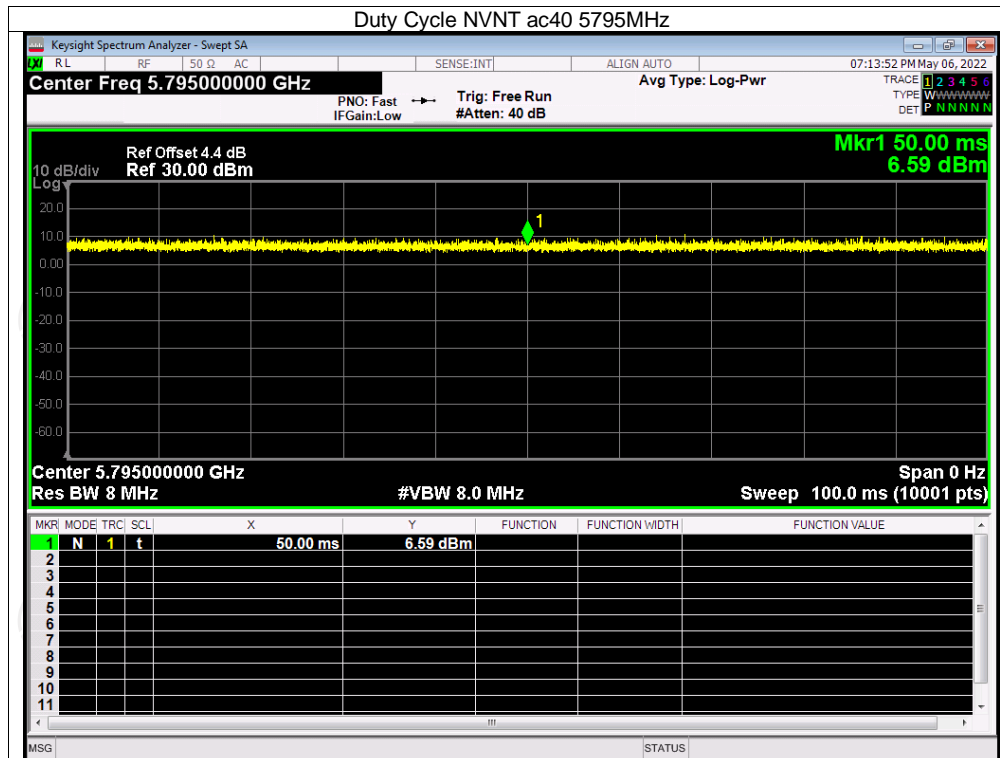 Duty Cycle NVNT ac40 5795MHz
Keysight Spectrum Analyzer - Swept SA
LXI RL RF 50 Ω AC SENSE:INT ALIGN AUTO 07:13:52 PM May 06, 2022
Center Freq 5.795000000 GHz Avg Type: Log-Pwr TRACE 1 2 3 4 5 6
PNO: Fast Trig: Free Run TYPE WWWWWW
IFGain:Low #Atten: 40 dB DET P N N N N N
Mkr1 50.00 ms
Ref Offset 4.4 dB
10 dB/div Ref 30.00 dBm 6.59 dBm
Log
20.0
1
10.0
0.00
-10.0
-20.0
-30.0
-40.0
-50.0
-60.0
Center 5.795000000 GHz Span 0 Hz
Res BW 8 MHz #VBW 8.0 MHz Sweep 100.0 ms (10001 pts)
MKR MODE TRC SCL X Y FUNCTION FUNCTION WIDTH FUNCTION VALUE
1 N 1 t 50.00 ms 6.59 dBm
2
3
4
5
6
7
8
9
10
11
MSG STATUS